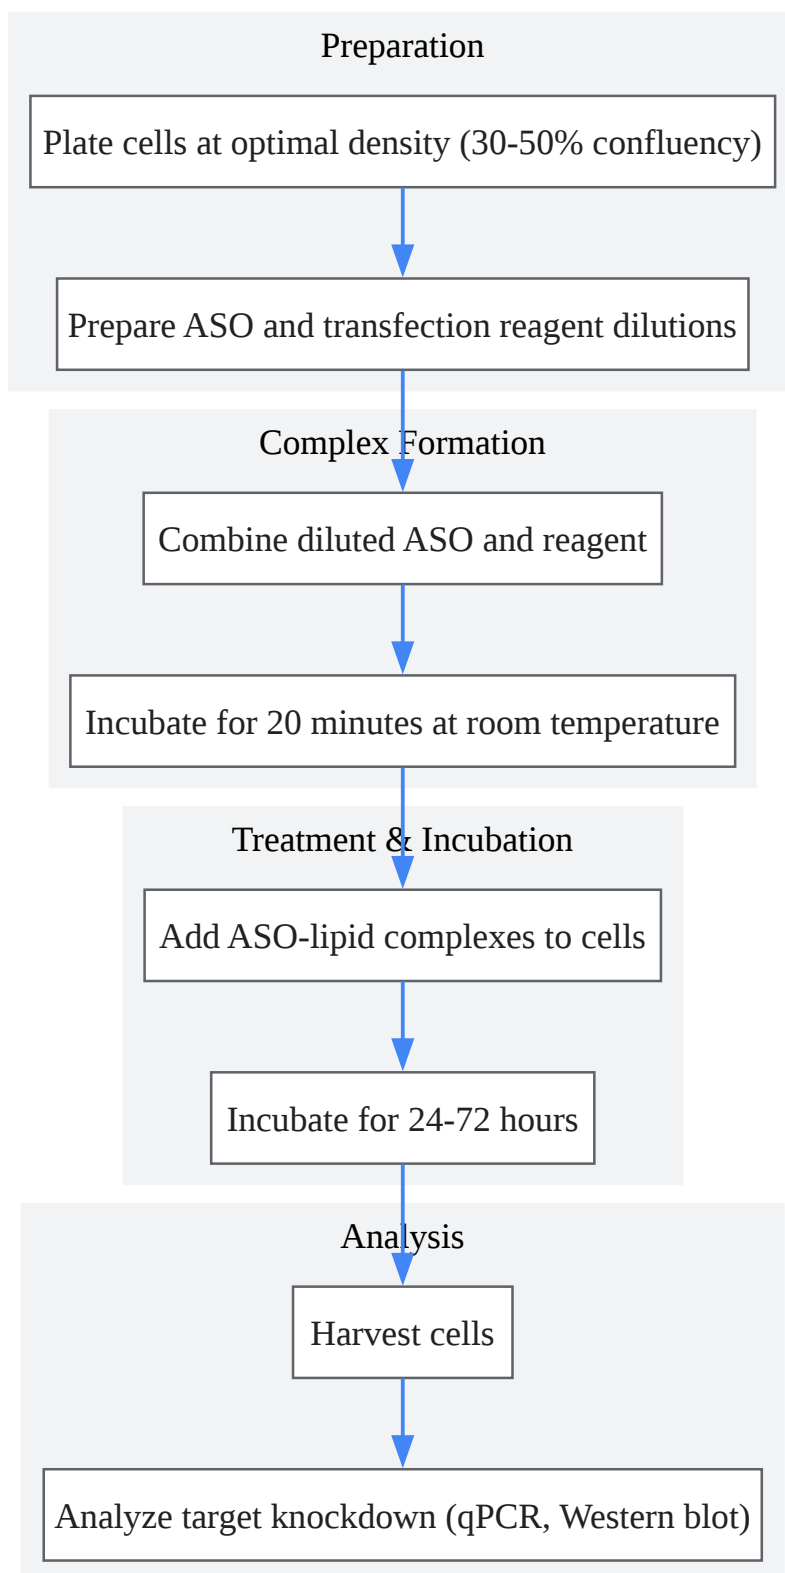 Preparation
Plate cells at optimal density (30-50% confluency)
Prepare ASO and transfection reagent dilutions
Complex Formation
Combine diluted ASO and reagent
Incubate for 20 minutes at room temperature
Treatment & Incubation
Add ASO-lipid complexes to cells
Incubate for 24-72 hours
Analysis
Harvest cells
Analyze target knockdown (qPCR, Western blot)